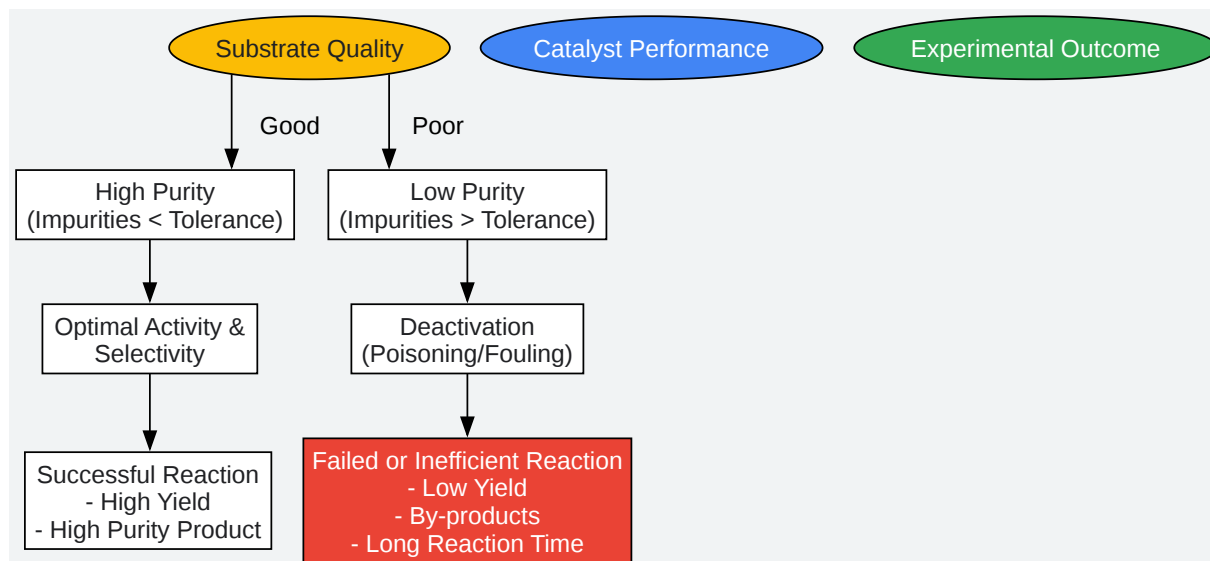 Substrate Quality
Catalyst Performance
Experimental Outcome
Good
Poor
High Purity
(Impurities < Tolerance)
Low Purity
(Impurities > Tolerance)
Optimal Activity &
Selectivity
Deactivation
(Poisoning/Fouling)
Successful Reaction
- High Yield
- High Purity Product
Failed or Inefficient Reaction
- Low Yield
- By-products
- Long Reaction Time